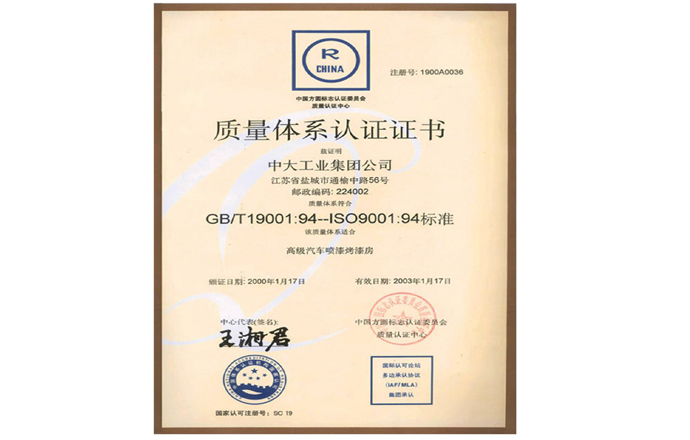 R
CHINA
注册号: 1900A0036
中国方圆标志认证委员会
质量认证中心
质量体系认证证书
兹证明
中大工业集团公司
江苏省盐城市通榆中路56号
邮政编码: 224002
质量体系符合
GB/T19001:94--ISO9001:94标准
该质量体系适合
高级汽车喷漆烤漆房
颁证日期: 2000年1月17日
有效日期: 2003年1月17日
中心代表(签名):
王湘君
中国方圆标志认证委员会
质量认证中心
国际认可论坛
多边承认协议
(IAF/MLA)
集团承认
国家认可注册号: SC 19